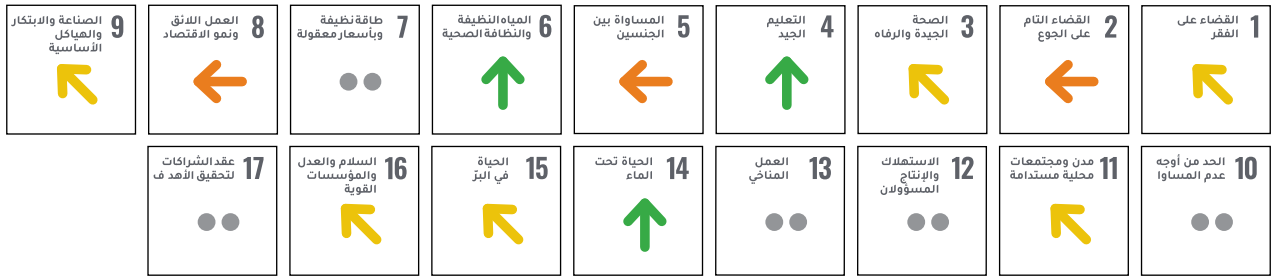 1 القضاء على
الفقر
2 القضاء التام
على الجوع
3 الصحة
الجيدة والرفاه
4 التعليم
الجيد
5 المساواة بين
الجنسين
6 المياه النظيفة
والنظافة الصحية
7 طاقة نظيفة
وبأسعار معقولة
8 العمل اللائق
ونمو الاقتصاد
9 الصناعة والابتكار
والهياكل
الأساسية
10 الحد من أوجه
عدم المساوا
11 مدن ومجتمعات
محلية مستدامة
12 الاستهلاك
والإنتاج
المسؤولان
13 العمل
المناخي
14 الحياة تحت
الماء
15 الحياة
في البرّ
16 السلام والعدل
والمؤسسات
القوية
17 عقد الشراكات
لتحقيق الأهد ف